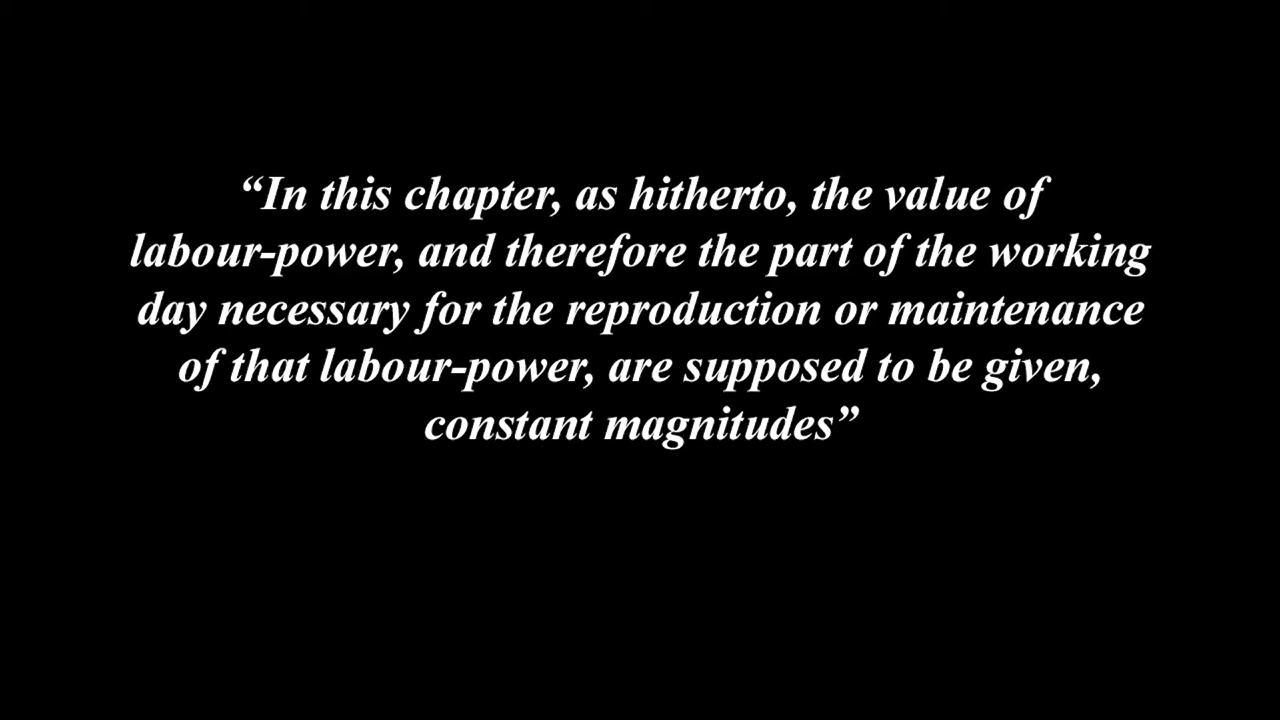 “In this chapter, as hitherto, the value of
labour-power, and therefore the part of the working
day necessary for the reproduction or maintenance
of that labour-power, are supposed to be given,
constant magnitudes”